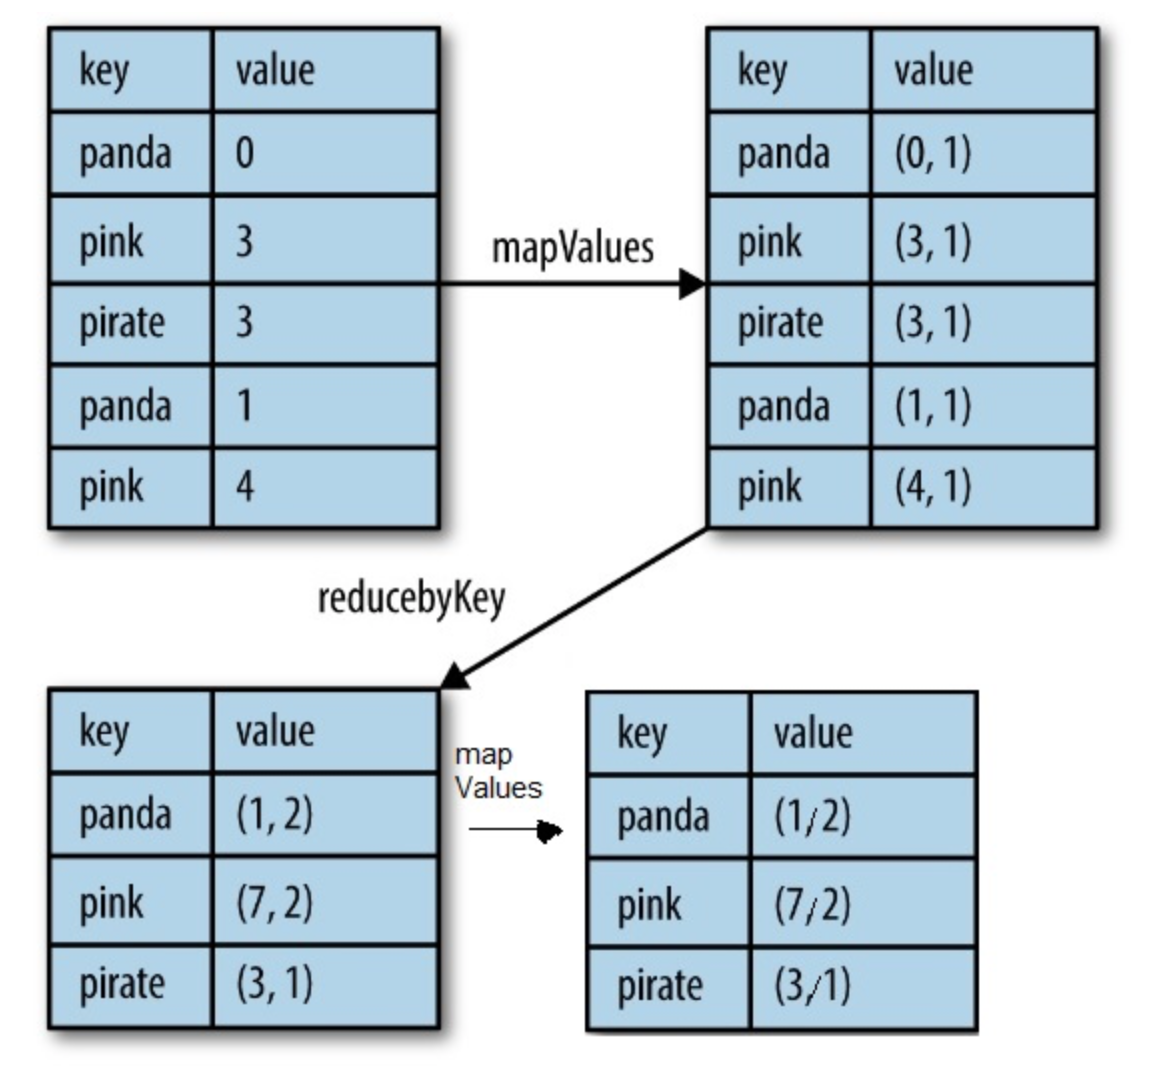 key value
panda 0
pink 3
pirate 3
panda 1
pink 4
mapValues
key value
panda (0, 1)
pink (3, 1)
pirate (3, 1)
panda (1, 1)
pink (4, 1)
reducebyKey
key value
panda (1, 2)
pink (7, 2)
pirate (3, 1)
map
Values
key value
panda (1/2)
pink (7/2)
pirate (3/1)